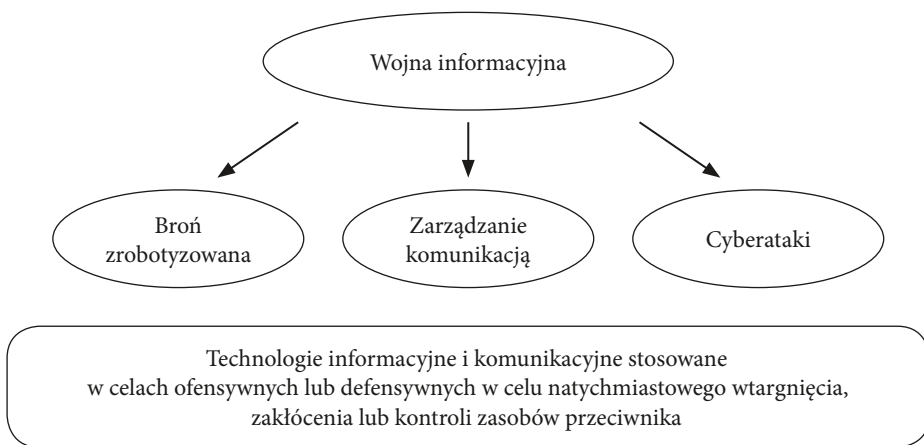 Wojna informacyjna
Broń
zrobotyzowana
Zarządzanie
komunikacją
Cyberataki
Technologie informacyjne i komunikacyjne stosowane
w celach ofensywnych lub defensywnych w celu natychmiastowego wtargnięcia,
zakłócenia lub kontroli zasobów przeciwnika